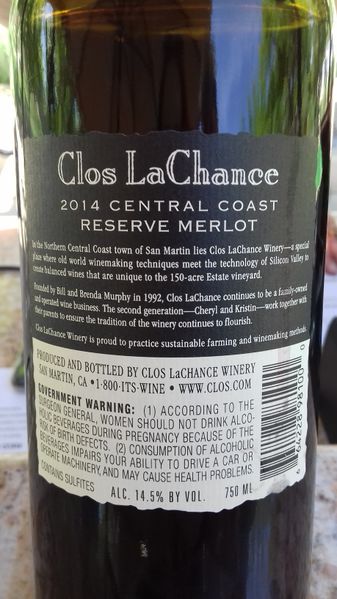 Clos LaChance
2014 CENTRAL COAST
RESERVE MERLOT
In the Northern Central Coast town of San Martin lies Clos LaChance Winery—a special
place where old world winemaking techniques meet the technology of Silicon Valley to
create balanced wines that are unique to the 150-acre Estate vineyard.
Founded by Bill and Brenda Murphy in 1992, Clos LaChance continues to be a family-owned
and operated wine business. The second generation—Cheryl and Kristin—work together with
their parents to ensure the tradition of the winery continues to flourish.
Clos LaChance Winery is proud to practice sustainable farming and winemaking methods.
PRODUCED AND BOTTLED BY CLOS LaCHANCE WINERY
SAN MARTIN, CA • 1-800-ITS-WINE • WWW.CLOS.COM
GOVERNMENT WARNING: (1) ACCORDING TO THE
SURGEON GENERAL, WOMEN SHOULD NOT DRINK ALCO-
HOLIC BEVERAGES DURING PREGNANCY BECAUSE OF THE
RISK OF BIRTH DEFECTS. (2) CONSUMPTION OF ALCOHOLIC
BEVERAGES IMPAIRS YOUR ABILITY TO DRIVE A CAR OR
OPERATE MACHINERY, AND MAY CAUSE HEALTH PROBLEMS.
CONTAINS SULFITES
ALC. 14.5% BY VOL. 750 ML